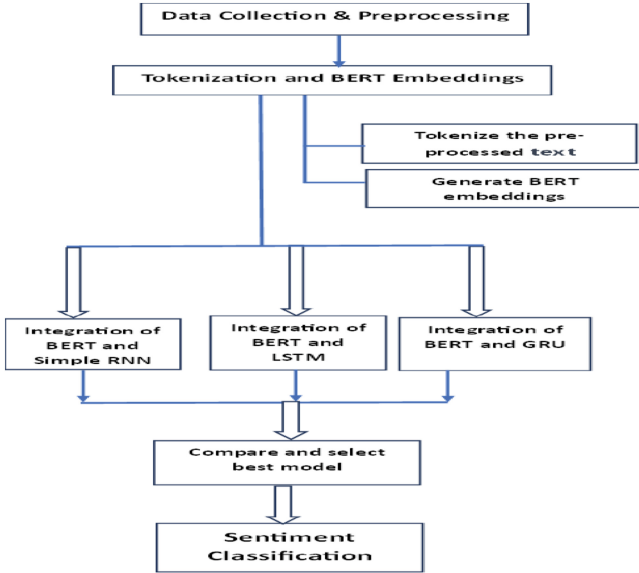 Data Collection & Preprocessing
Tokenization and BERT Embeddings
Tokenize the pre-
processed text
Generate BERT
embeddings
Integration of
BERT and
Simple RNN
Integration of
BERT and
LSTM
Integration of
BERT and GRU
Compare and select
best model
Sentiment
Classification